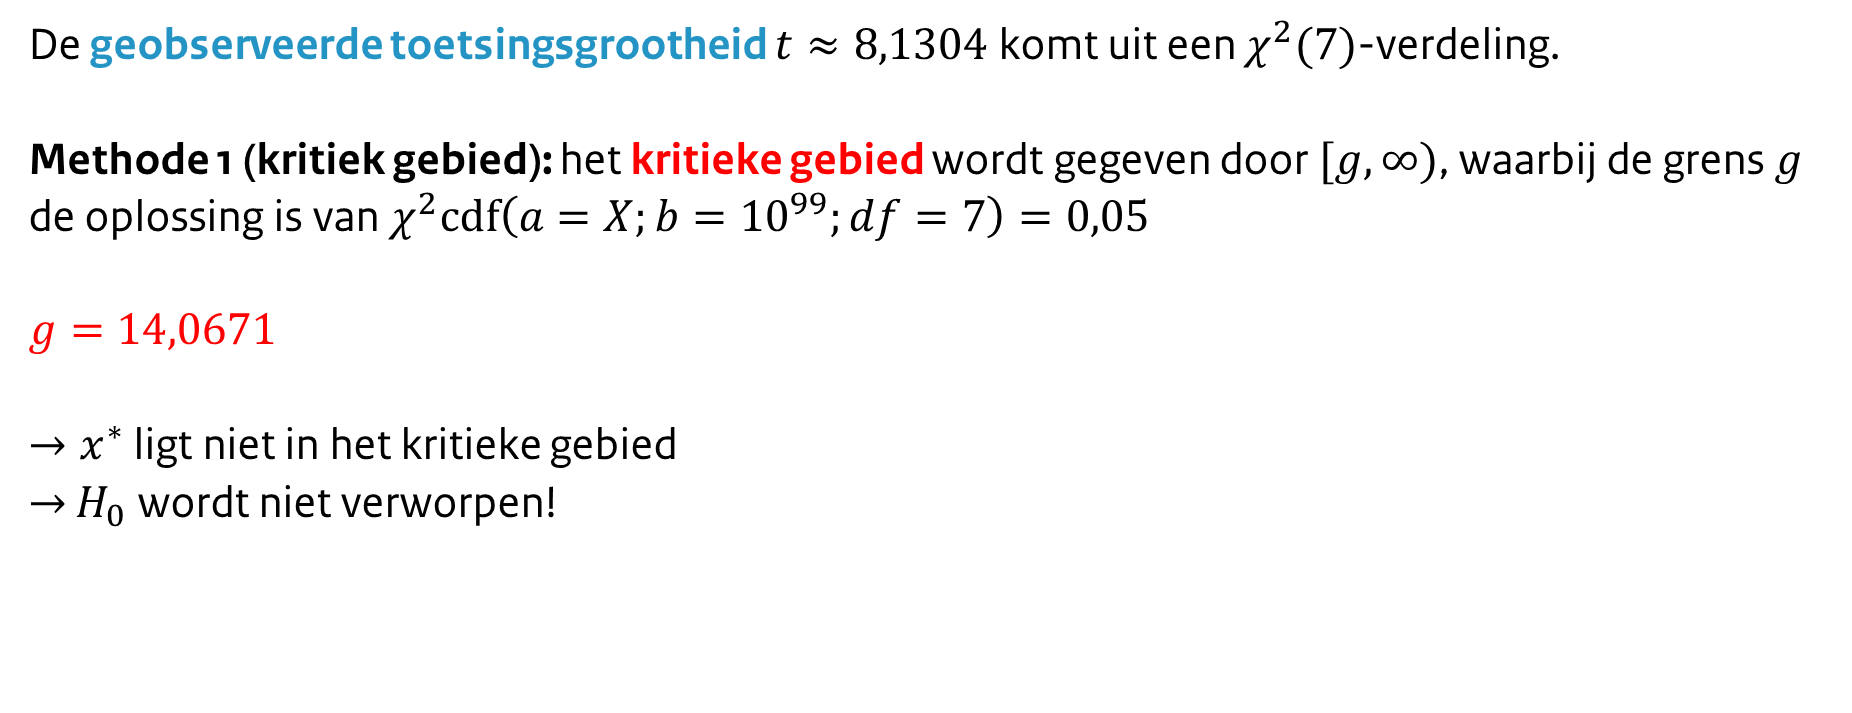 De geobserveerde toetsingsgrootheid t ≈ 8,1304 komt uit een χ²(7)-verdeling.
Methode 1 (kritiek gebied): het kritieke gebied wordt gegeven door [g, ∞), waarbij de grens g
de oplossing is van χ²cdf(a = X; b = 10⁹⁹; df = 7) = 0,05
g = 14,0671
→ x* ligt niet in het kritieke gebied
→ H₀ wordt niet verworpen!